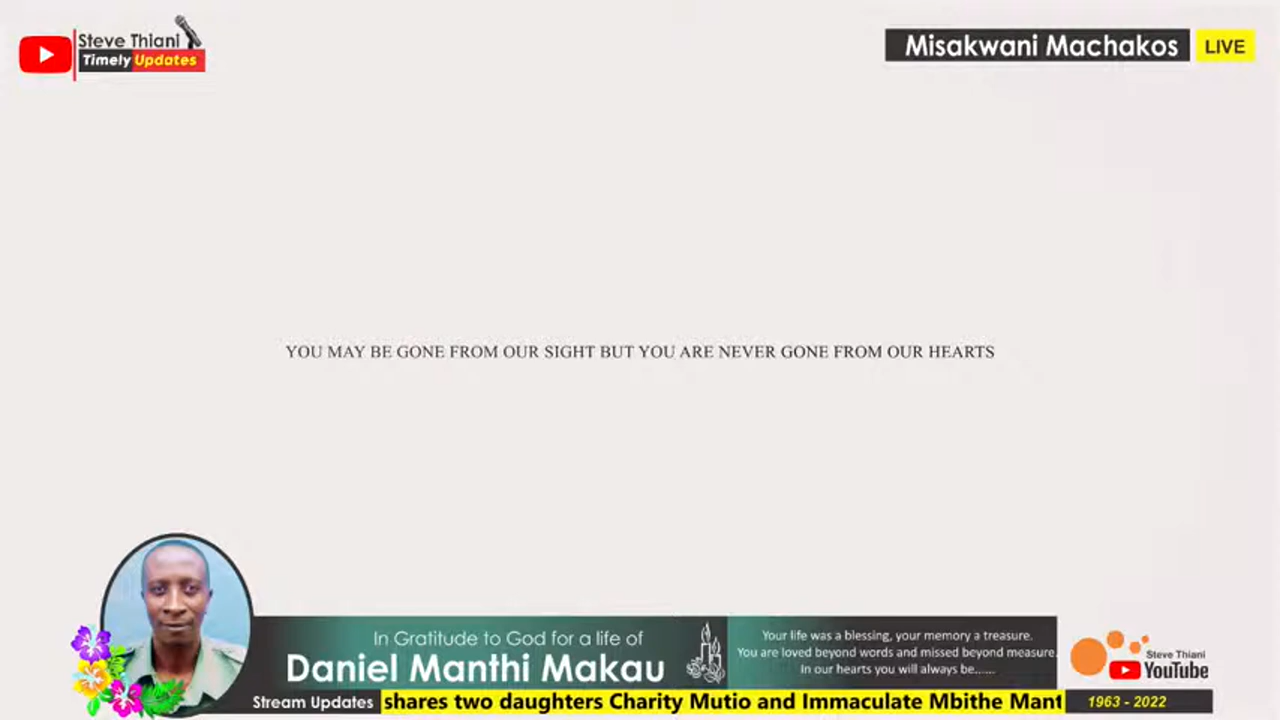 Steve Thiani
Timely Updates
Misakwani Machakos
LIVE
YOU MAY BE GONE FROM OUR SIGHT BUT YOU ARE NEVER GONE FROM OUR HEARTS
In Gratitude to God for a life of
Daniel Manthi Makau
Your life was a blessing, your memory a treasure.
You are loved beyond words and missed beyond measure.
In our hearts you will always be......
Steve Thiani
YouTube
Stream Updates
shares two daughters Charity Mutio and Immaculate Mbithe Mant
1963 - 2022